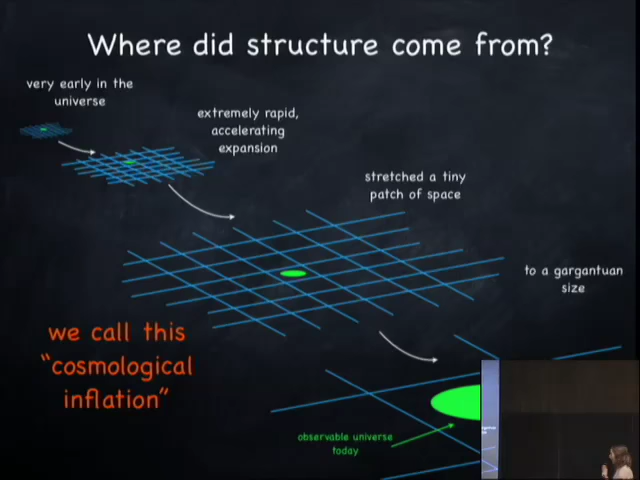 Where did structure come from?
very early in the
universe
extremely rapid,
accelerating
expansion
stretched a tiny
patch of space
to a gargantuan
size
we call this
"cosmological
inflation"
observable universe
today